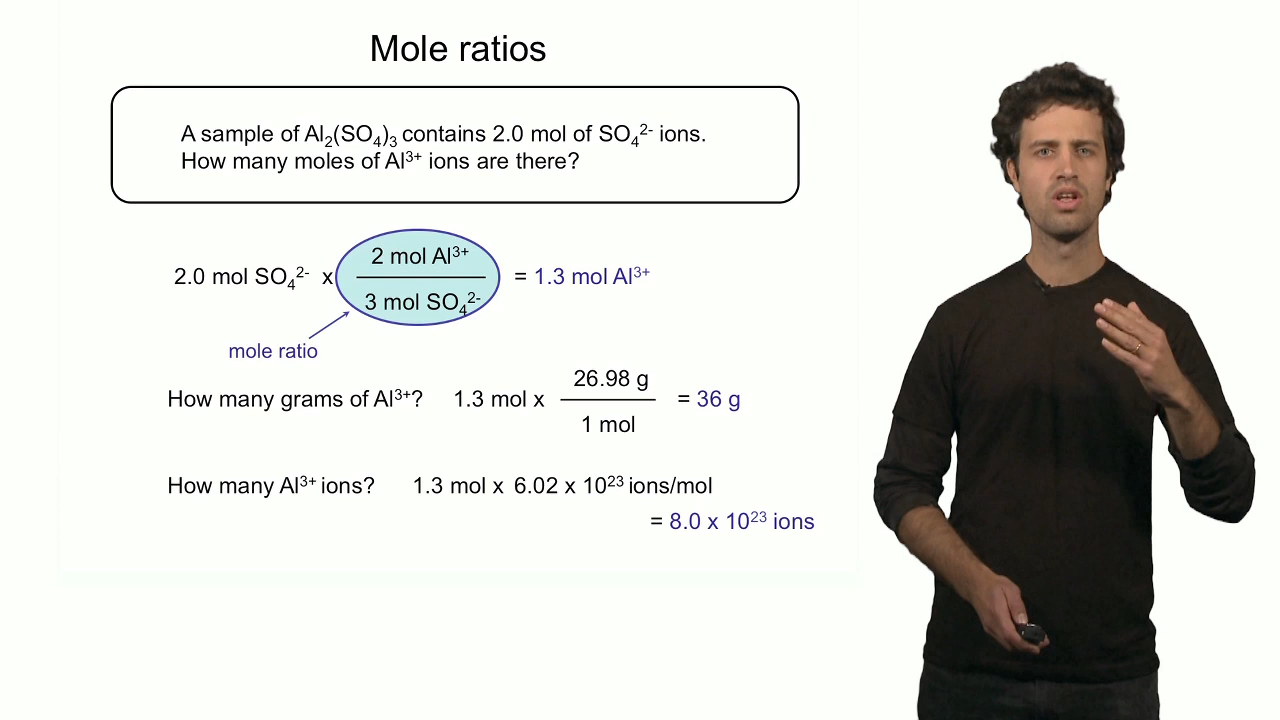 Mole ratios
A sample of Al₂(SO₄)₃ contains 2.0 mol of SO₄²⁻ ions.
How many moles of Al³⁺ ions are there?
2 mol Al³⁺
2.0 mol SO₄²⁻ x = 1.3 mol Al³⁺
3 mol SO₄²⁻
mole ratio
26.98 g
How many grams of Al³⁺? 1.3 mol x = 36 g
1 mol
How many Al³⁺ ions? 1.3 mol x 6.02 x 10²³ ions/mol
= 8.0 x 10²³ ions